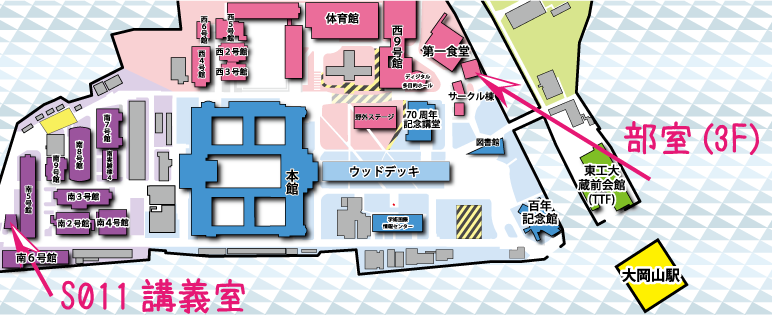 西6号館
西5号館
西4号館
西2号館
西3号館
体育館
西9号館
第一食堂
ディジタル
多目的ホール
サークル棟
野外ステージ
70周年
記念講堂
図書館
部室(3F)
東工大
蔵前会館
(TTF)
南7号館
南8号館
南9号館
南5号館
南3号館
南2号館
南4号館
南6号館
本館
ウッドデッキ
学術国際
情報センター
百年
記念館
大岡山駅
S011講義室